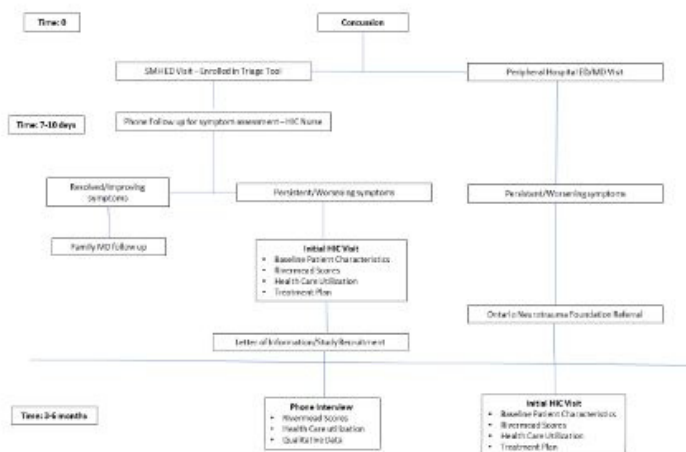 Time: 0
Concussion
SMH ED Visit - Enrolled in Triage Tool
Peripheral Hospital ED/MD Visit
Time: 7-10 days
Phone Follow up for symptom assessment – HIC Nurse
Resolved/Improving
symptoms
Persistent/Worsening symptoms
Persistent/Worsening symptoms
Family MD follow up
Initial HIC Visit
• Baseline Patient Characteristics
• Rivermead Scores
• Health Care Utilization
• Treatment Plan
Ontario Neurotrauma Foundation Referral
Letter of Information/Study Recruitment
Time: 3-6 months
Phone Interview
• Rivermead Scores
• Health Care utilization
• Qualitative Data
Initial HIC Visit
• Baseline Patient Characteristics
• Rivermead Scores
• Health Care Utilization
• Treatment Plan